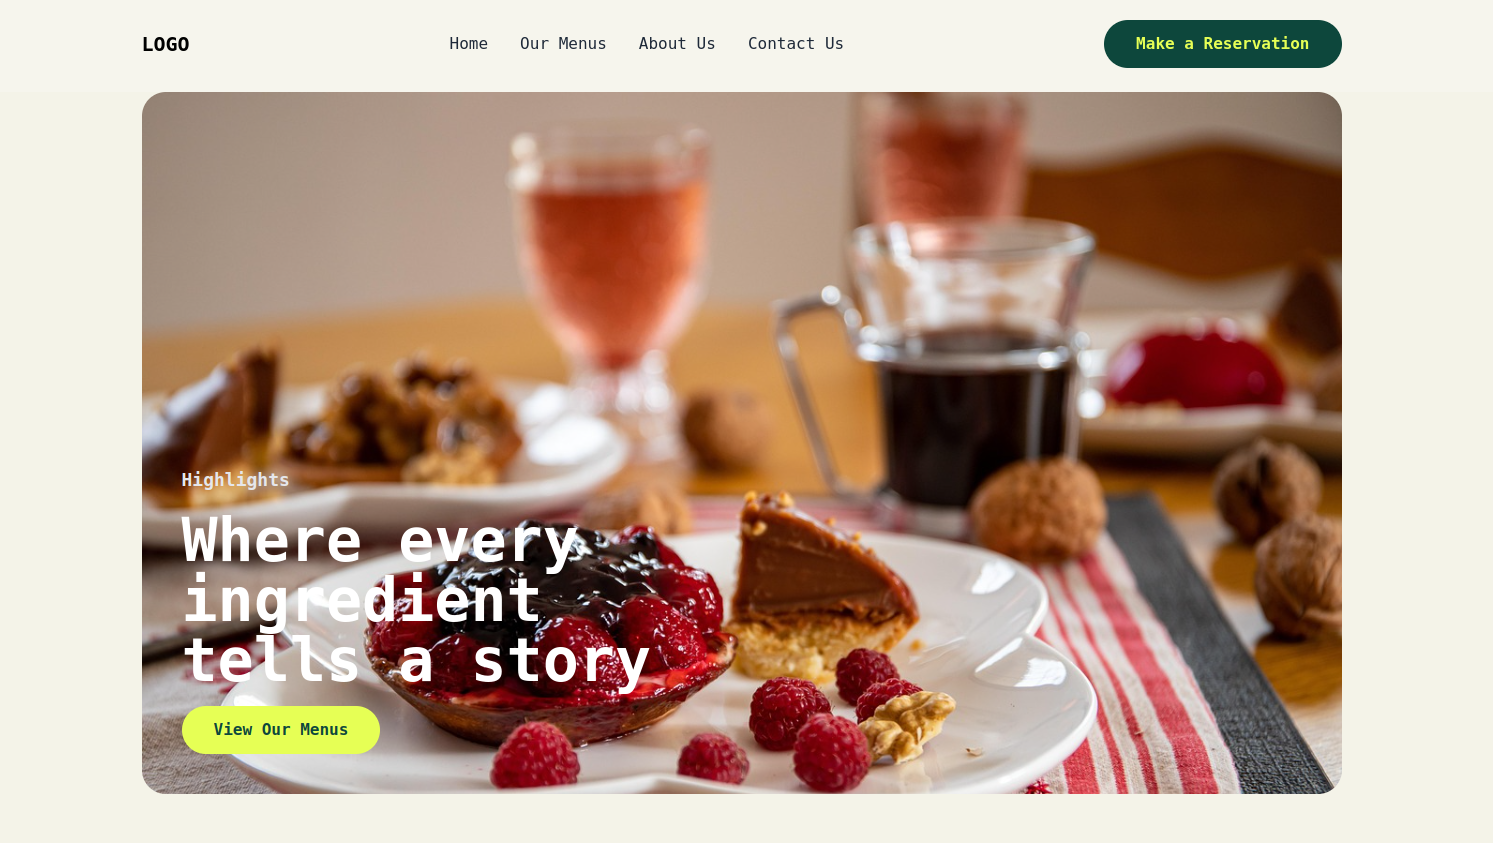 LOGO
Home
Our Menus
About Us
Contact Us
Make a Reservation
Highlights
Where every
ingredient
tells a story
View Our Menus